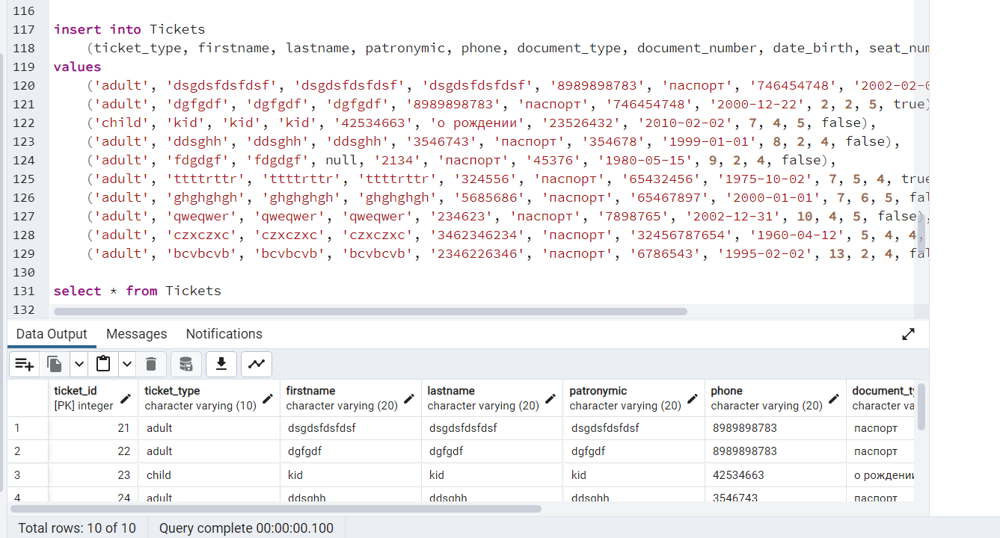 116
117 insert into Tickets
118 (ticket_type, firstname, lastname, patronymic, phone, document_type, document_number, date_birth, seat_num
119 values
120 ('adult', 'dsgdsfdsfdsf', 'dsgdsfdsfdsf', 'dsgdsfdsfdsf', '8989898783', 'паспорт', '746454748', '2002-02-0
121 ('adult', 'dgfgdf', 'dgfgdf', 'dgfgdf', '8989898783', 'паспорт', '746454748', '2000-12-22', 2, 2, 5, true)
122 ('child', 'kid', 'kid', 'kid', '42534663', 'о рождении', '23526432', '2010-02-02', 7, 4, 5, false),
123 ('adult', 'ddsghh', 'ddsghh', 'ddsghh', '3546743', 'паспорт', '354678', '1999-01-01', 8, 2, 4, false),
124 ('adult', 'fdgdgf', 'fdgdgf', null, '2134', 'паспорт', '45376', '1980-05-15', 9, 2, 4, false),
125 ('adult', 'ttttrttr', 'ttttrttr', 'ttttrttr', '324556', 'паспорт', '65432456', '1975-10-02', 7, 5, 4, true
126 ('adult', 'ghghghgh', 'ghghghgh', 'ghghghgh', '5685686', 'паспорт', '65467897', '2000-01-01', 7, 6, 5, fal
127 ('adult', 'qweqwer', 'qweqwer', 'qweqwer', '234623', 'паспорт', '7898765', '2002-12-31', 10, 4, 5, false),
128 ('adult', 'czxczxc', 'czxczxc', 'czxczxc', '3462346234', 'паспорт', '32456787654', '1960-04-12', 5, 4, 4,
129 ('adult', 'bcvbcvb', 'bcvbcvb', 'bcvbcvb', '2346226346', 'паспорт', '6786543', '1995-02-02', 13, 2, 4, fal
130
131 select * from Tickets
132
Data Output Messages Notifications
ticket_id ticket_type firstname lastname patronymic phone document_ty
[PK] integer character varying (10) character varying (20) character varying (20) character varying (20) character varying (20) character va
1 21 adult dsgdsfdsfdsf dsgdsfdsfdsf dsgdsfdsfdsf 8989898783 паспорт
2 22 adult dgfgdf dgfgdf dgfgdf 8989898783 паспорт
3 23 child kid kid kid 42534663 о рождении
4 24 adult ddsghh ddsghh ddsghh 3546743 паспорт
Total rows: 10 of 10 Query complete 00:00:00.100